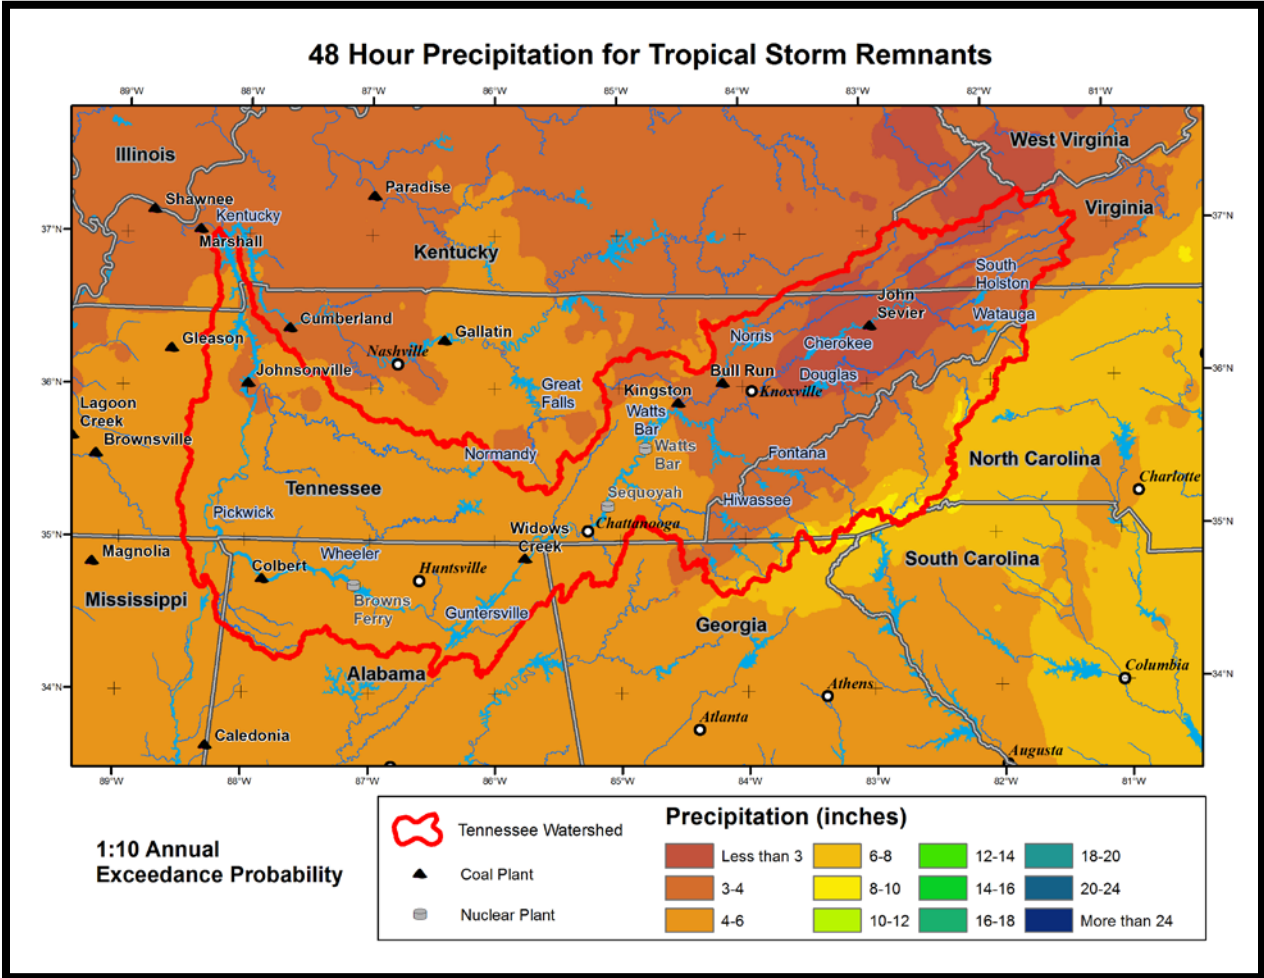 48 Hour Precipitation for Tropical Storm Remnants
89°W 88°W 87°W 86°W 85°W 84°W 83°W 82°W 81°W
Illinois
West Virginia
Paradise
Shawnee
Virginia
Kentucky
37°N
37°N
Marshall
Kentucky
South
Holston
John
Sevier
Watauga
Cumberland
Gallatin
Norris
Gleason
Nashville
Cherokee
Johnsonville
Bull Run
Douglas
36°N
36°N
Great
Falls
Kingston
Knoxville
Lagoon
Creek
Watts
Bar
Brownsville
Normandy
Watts
Bar
Fontana
North Carolina
Charlotte
Tennessee
Sequoyah
Hiwassee
Pickwick
Widows
Creek
Chattanooga
35°N
35°N
Magnolia
Wheeler
South Carolina
Colbert
Huntsville
Mississippi
Browns
Ferry
Guntersville
Georgia
Alabama
Columbia
34°N
34°N
Athens
Atlanta
Caledonia
Augusta
89°W 88°W 87°W 86°W 85°W 84°W 83°W 82°W 81°W
1:10 Annual
Exceedance Probability
Tennessee Watershed
Coal Plant
Nuclear Plant
Precipitation (inches)
Less than 3 6-8 12-14 18-20
3-4 8-10 14-16 20-24
4-6 10-12 16-18 More than 24